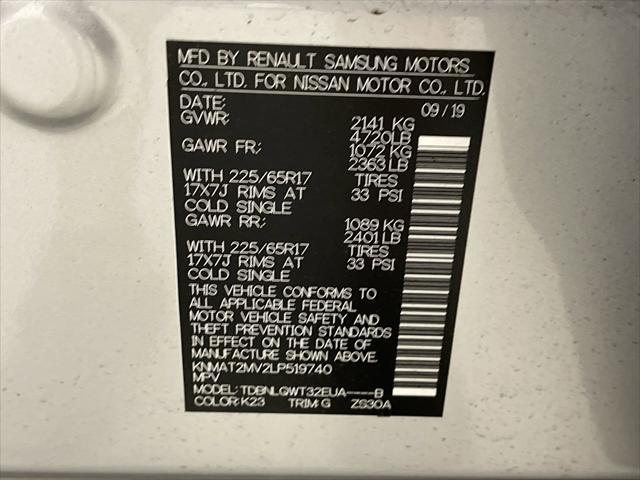 MFD BY RENAULT SAMSUNG MOTORS
CO., LTD. FOR NISSAN MOTOR CO., LTD.
DATE: 09/19
GVWR: 2141 KG
4720LB
GAWR FR: 1072 KG
2363 LB
WITH 225/65R17 TIRES
17X7J RIMS AT 33 PSI
COLD SINGLE
GAWR RR: 1089 KG
2401 LB
WITH 225/65R17 TIRES
17X7J RIMS AT 33 PSI
COLD SINGLE
THIS VEHICLE CONFORMS TO
ALL APPLICABLE FEDERAL
MOTOR VEHICLE SAFETY AND
THEFT PREVENTION STANDARDS
IN EFFECT ON THE DATE OF
MANUFACTURE SHOWN ABOVE.
KNMAT2MV2LP519740
MPV
MODEL: TDBNLGWT32EUA----B
COLOR: K23 TRIM: G ZS30A